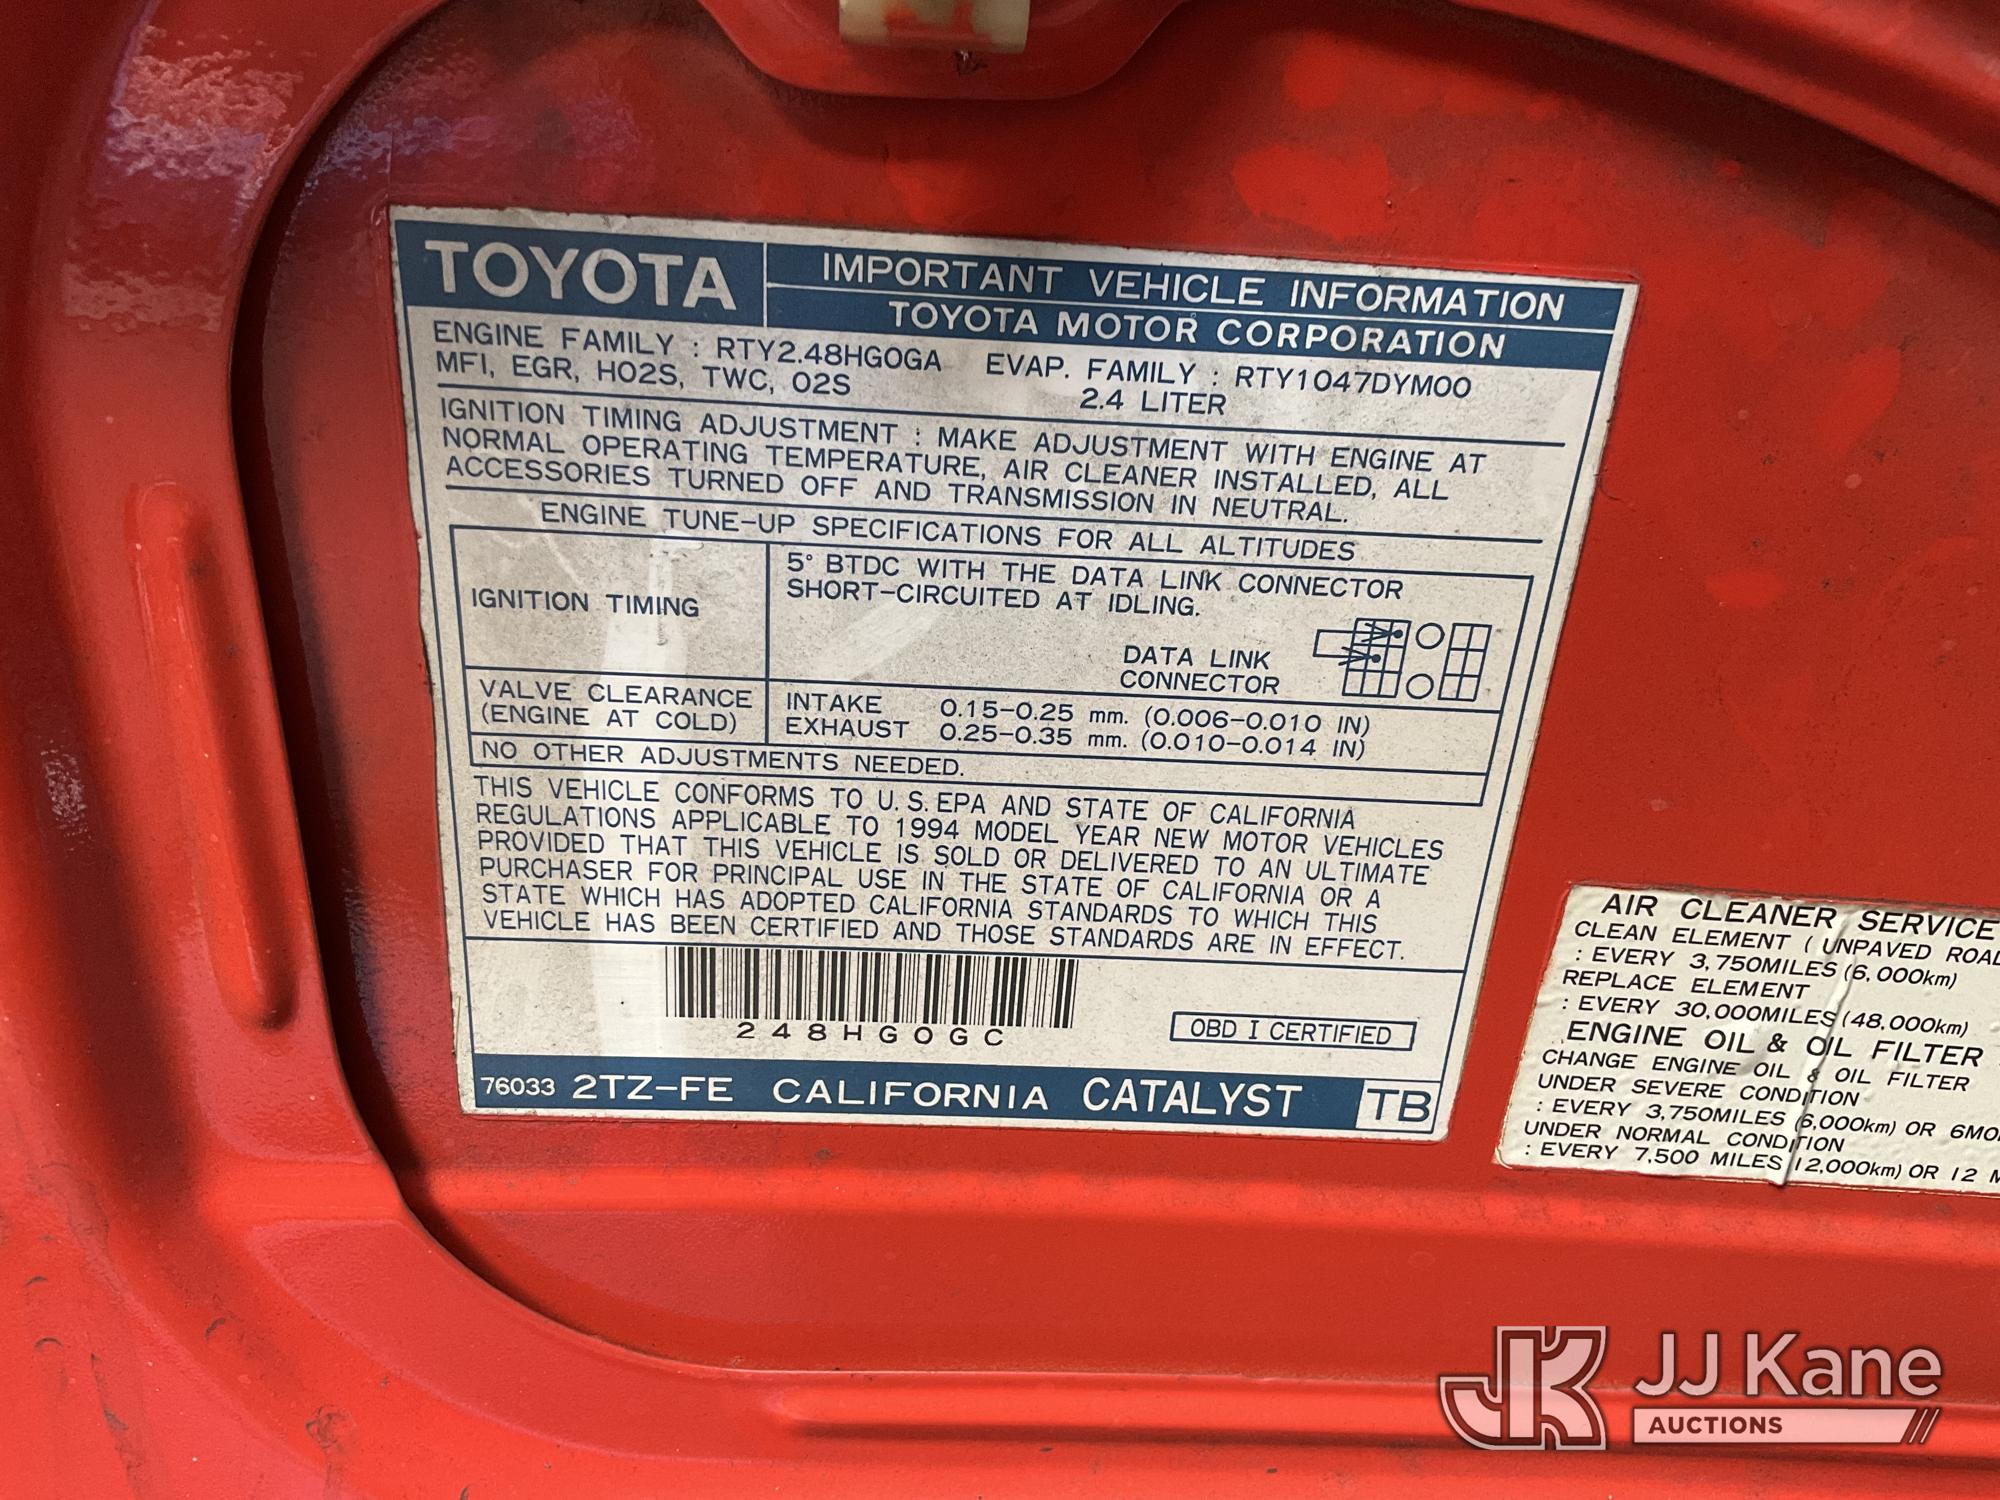 TOYOTA
IMPORTANT VEHICLE INFORMATION
TOYOTA MOTOR CORPORATION
ENGINE FAMILY : RTY2.48HGOGA EVAP. FAMILY : RTY1047DYMOO
MFI, EGR, HO2S, TWC, O2S 2.4 LITER
IGNITION TIMING ADJUSTMENT : MAKE ADJUSTMENT WITH ENGINE AT
NORMAL OPERATING TEMPERATURE, AIR CLEANER INSTALLED, ALL
ACCESSORIES TURNED OFF AND TRANSMISSION IN NEUTRAL.
ENGINE TUNE-UP SPECIFICATIONS FOR ALL ALTITUDES
IGNITION TIMING
5° BTDC WITH THE DATA LINK CONNECTOR
SHORT-CIRCUITED AT IDLING.
DATA LINK
CONNECTOR
VALVE CLEARANCE
(ENGINE AT COLD)
INTAKE 0.15-0.25 mm. (0.006-0.010 IN)
EXHAUST 0.25-0.35 mm. (0.010-0.014 IN)
NO OTHER ADJUSTMENTS NEEDED.
THIS VEHICLE CONFORMS TO U.S.EPA AND STATE OF CALIFORNIA
REGULATIONS APPLICABLE TO 1994 MODEL YEAR NEW MOTOR VEHICLES
PROVIDED THAT THIS VEHICLE IS SOLD OR DELIVERED TO AN ULTIMATE
PURCHASER FOR PRINCIPAL USE IN THE STATE OF CALIFORNIA OR A
STATE WHICH HAS ADOPTED CALIFORNIA STANDARDS TO WHICH THIS
VEHICLE HAS BEEN CERTIFIED AND THOSE STANDARDS ARE IN EFFECT.
248HGOGC
OBD I CERTIFIED
76033 2TZ-FE CALIFORNIA CATALYST TB
AIR CLEANER SERVICE
CLEAN ELEMENT (UNPAVED ROAD
: EVERY 3,750MILES (6,000km)
REPLACE ELEMENT
: EVERY 30,000MILES (48,000km)
ENGINE OIL & OIL FILTER
CHANGE ENGINE OIL & OIL FILTER
UNDER SEVERE CONDITION
: EVERY 3,750MILES (6,000km) OR 6MO
UNDER NORMAL CONDITION
: EVERY 7,500 MILES 12,000km) OR 12 M
JK JJ Kane
AUCTIONS